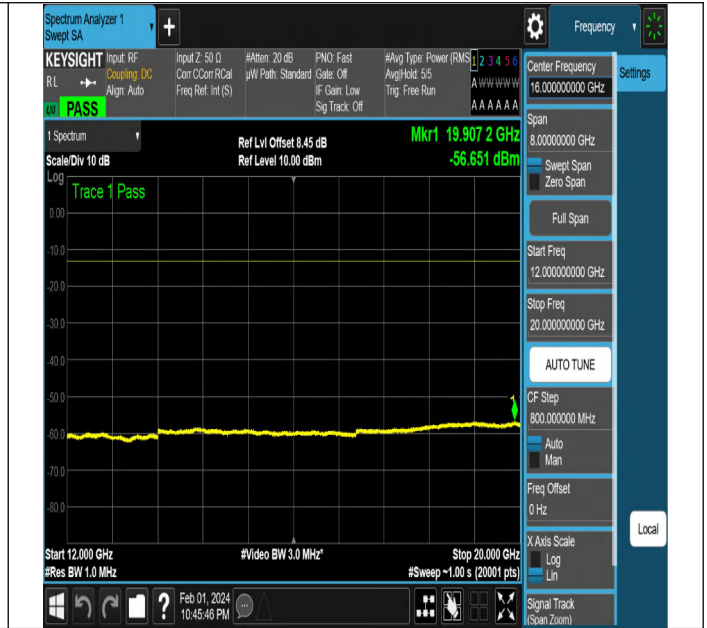 Spectrum Analyzer 1
Swept SA
Frequency
KEYSIGHT
RL
Align: Auto
Input: RF
Coupling: DC
LXI
PASS
Input Z: 50 Ω
Corr CCorr RCal
Freq Ref: Int (S)
#Atten: 20 dB
µW Path: Standard
PNO: Fast
Gate: Off
IF Gain: Low
Sig Track: Off
#Avg Type: Power (RMS
Avg|Hold: 5/5
Trig: Free Run
1 2 3 4 5 6
A W W W W W
A A A A A A
1 Spectrum
Scale/Div 10 dB
Ref Lvl Offset 8.45 dB
Ref Level 10.00 dBm
Mkr1 19.907 2 GHz
-56.651 dBm
Log
Trace 1 Pass
0.00
-10.0
-20.0
-30.0
-40.0
-50.0
-60.0
-70.0
-80.0
1
Start 12.000 GHz
#Res BW 1.0 MHz
#Video BW 3.0 MHz*
Stop 20.000 GHz
#Sweep ~1.00 s (20001 pts)
Center Frequency
16.000000000 GHz
Span
8.00000000 GHz
Swept Span
Zero Span
Full Span
Start Freq
12.000000000 GHz
Stop Freq
20.000000000 GHz
AUTO TUNE
CF Step
800.000000 MHz
Auto
Man
Freq Offset
0 Hz
X Axis Scale
Log
Lin
Signal Track
(Span Zoom)
Settings
Local
?
Feb 01, 2024
10:45:46 PM